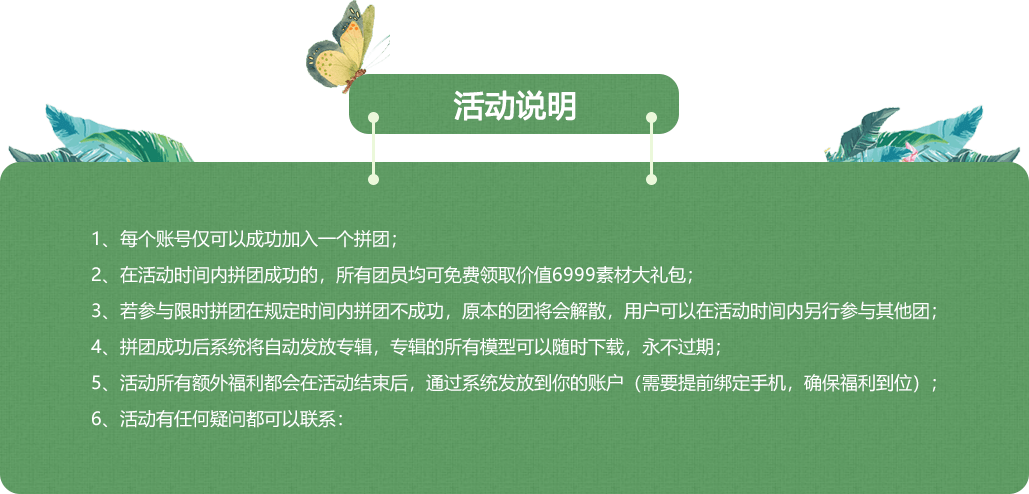 活动说明
1、每个账号仅可以成功加入一个拼团；
2、在活动时间内拼团成功的，所有团员均可免费领取价值6999素材大礼包；
3、若参与限时拼团在规定时间内拼团不成功，原本的团将会解散，用户可以在活动时间内另行参与其他团；
4、拼团成功后系统将自动发放专辑，专辑的所有模型可以随时下载，永不过期；
5、活动所有额外福利都会在活动结束后，通过系统发放到你的账户（需要提前绑定手机，确保福利到位）；
6、活动有任何疑问都可以联系：